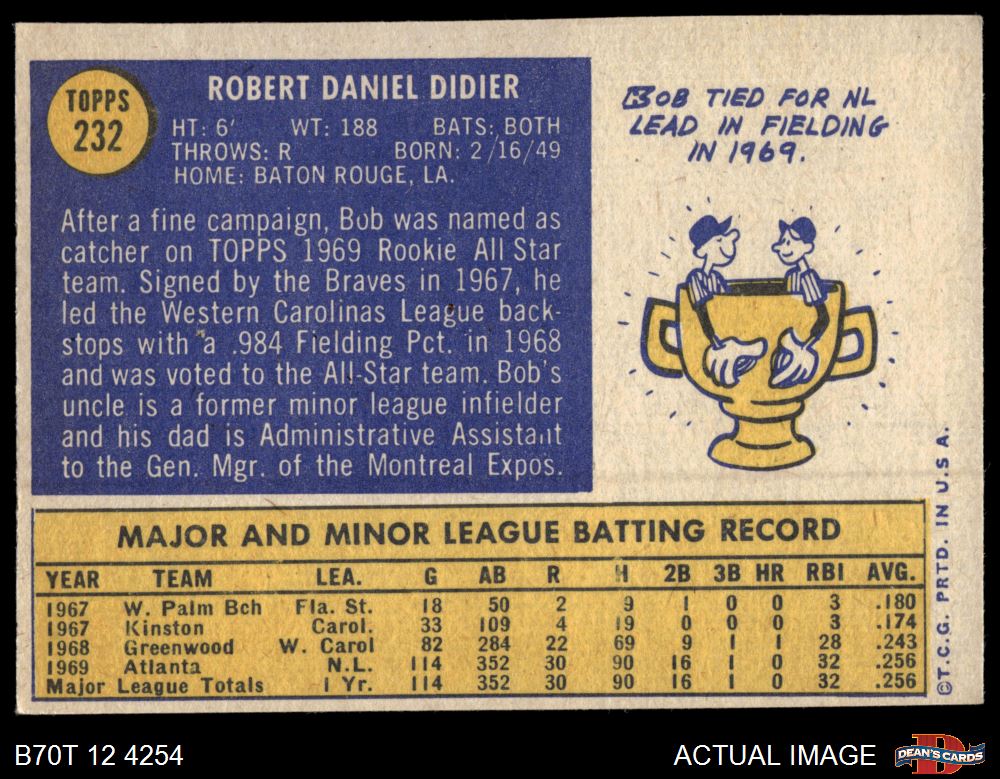 TOPPS
232
ROBERT DANIEL DIDIER
HT: 6' WT: 188 BATS: BOTH
THROWS: R BORN: 2/16/49
HOME: BATON ROUGE, LA.
After a fine campaign, Bob was named as
catcher on TOPPS 1969 Rookie All Star
team. Signed by the Braves in 1967, he
led the Western Carolinas League back-
stops with a .984 Fielding Pct. in 1968
and was voted to the All-Star team. Bob's
uncle is a former minor league infielder
and his dad is Administrative Assistant
to the Gen. Mgr. of the Montreal Expos.
BOB TIED FOR NL
LEAD IN FIELDING
IN 1969.
MAJOR AND MINOR LEAGUE BATTING RECORD
YEAR TEAM LEA. G AB R H 2B 3B HR RBI AVG.
1967 W. Palm Bch Fla. St. 18 50 2 9 1 0 0 3 .180
1967 Kinston Carol. 33 109 4 19 0 0 0 3 .174
1968 Greenwood W. Carol 82 284 22 69 9 1 1 28 .243
1969 Atlanta N.L. 114 352 30 90 16 1 0 32 .256
Major League Totals 1 Yr. 114 352 30 90 16 1 0 32 .256
©T.C.G. PRTD. IN U.S.A.
B70T 12 4254
ACTUAL IMAGE
DEAN'S CARDS